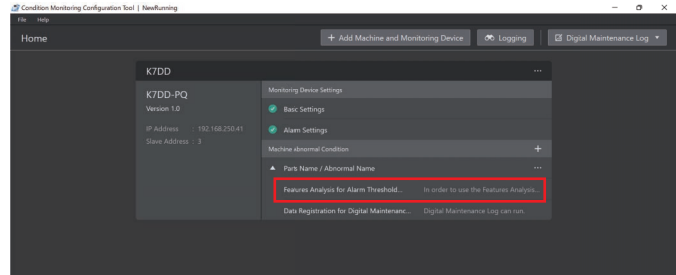 Condition Monitoring Configuration Tool | NewRunning
File Help
Home + Add Machine and Monitoring Device Logging Digital Maintenance Log ▼
K7DD ...
K7DD-PQ
Version 1.0
IP Address : 192.168.250.41
Slave Address : 3
Monitoring Device Settings
Basic Settings
Alarm Settings
Machine Abnormal Condition +
▲ Parts Name / Abnormal Name ...
Features Analysis for Alarm Threshold... In order to use the Features Analysis...
Data Registration for Digital Maintenanc... Digital Maintenance Log can run.